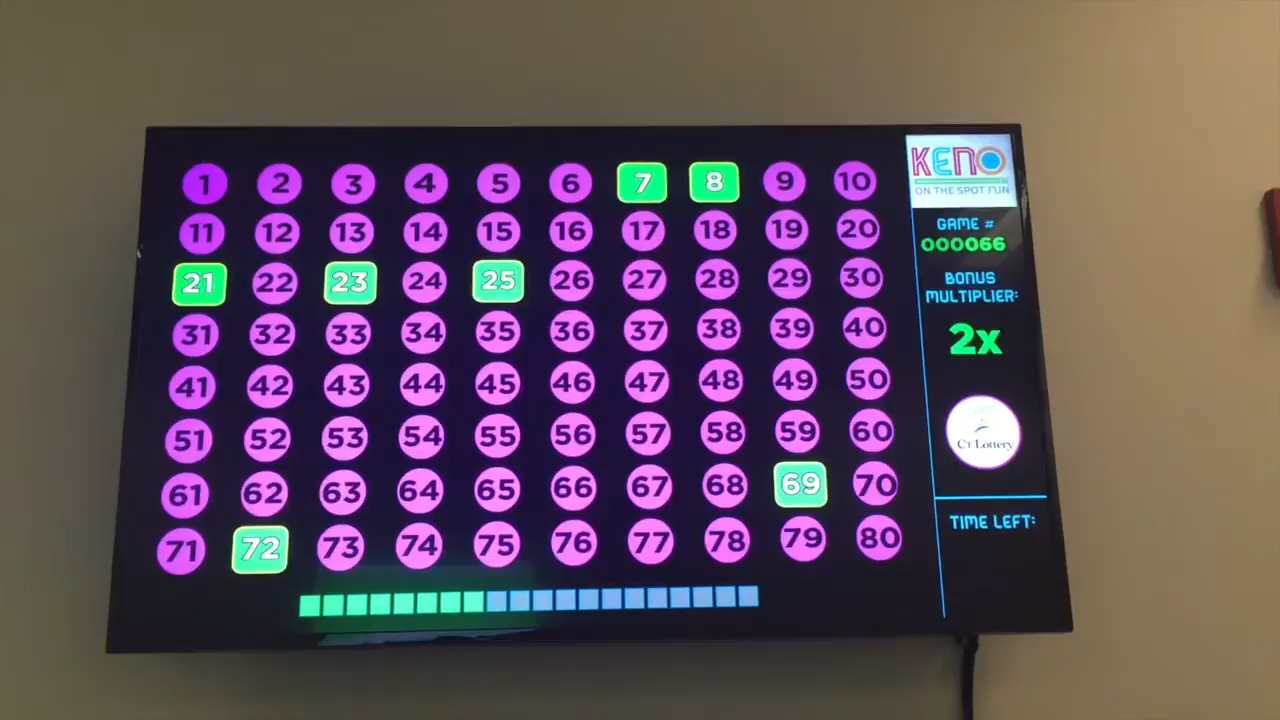 1 2 3 4 5 6 7 8 9 10
11 12 13 14 15 16 17 18 19 20
21 22 23 24 25 26 27 28 29 30
31 32 33 34 35 36 37 38 39 40
41 42 43 44 45 46 47 48 49 50
51 52 53 54 55 56 57 58 59 60
61 62 63 64 65 66 67 68 69 70
71 72 73 74 75 76 77 78 79 80
KENO
ON THE SPOT FUN
GAME #
000066
BONUS
MULTIPLIER:
2x
CT Lottery
TIME LEFT: